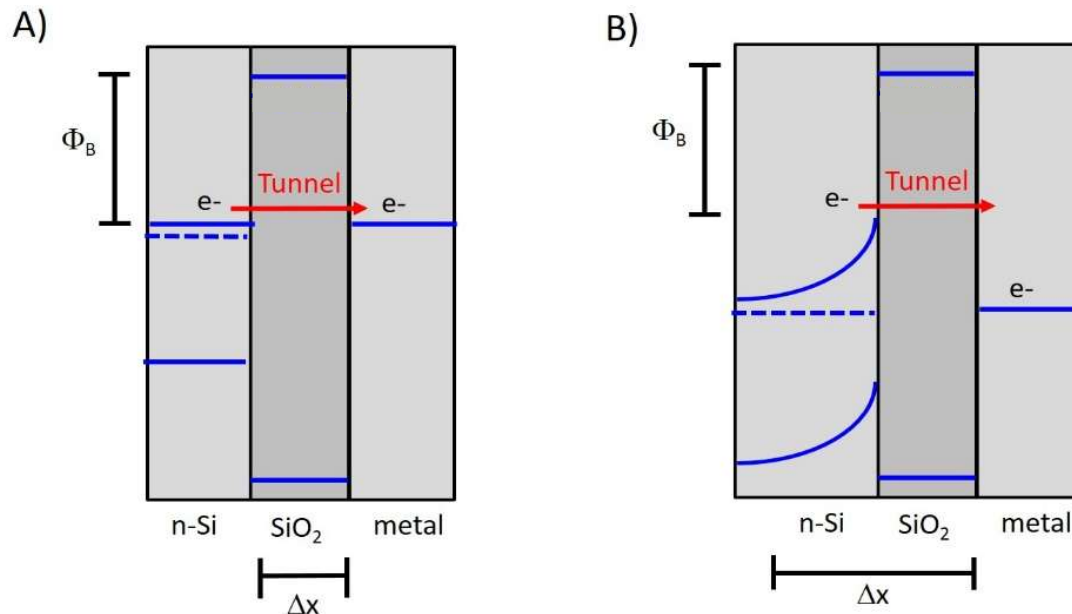 A)
Φ_B
Tunnel
e- e-
n-Si SiO₂ metal
Δx
B)
Φ_B
Tunnel
e-
e-
n-Si SiO₂ metal
Δx